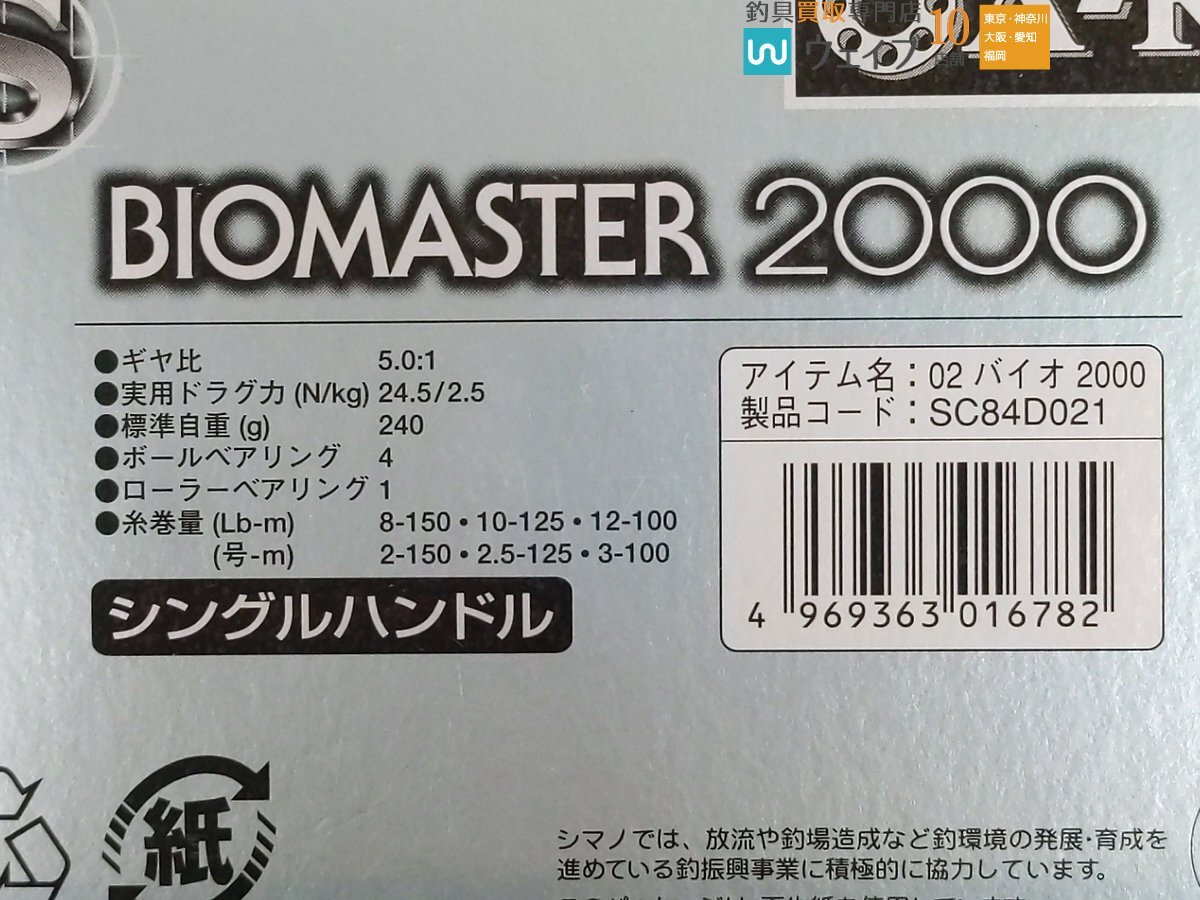 釣具買取専門店
ウェイブ
10
店舗
東京・神奈川
大阪・愛知
福岡
BIOMASTER 2000
●ギヤ比 5.0:1
●実用ドラグ力 (N/kg) 24.5/2.5
●標準自重 (g) 240
●ボールベアリング 4
●ローラーベアリング 1
●糸巻量 (Lb-m) 8-150・10-125・12-100
(号-m) 2-150・2.5-125・3-100
シングルハンドル
アイテム名：02 バイオ 2000
製品コード：SC84D021
4 969363 016782
紙
シマノでは、放流や釣場造成など釣環境の発展・育成を
進めている釣振興事業に積極的に協力しています。